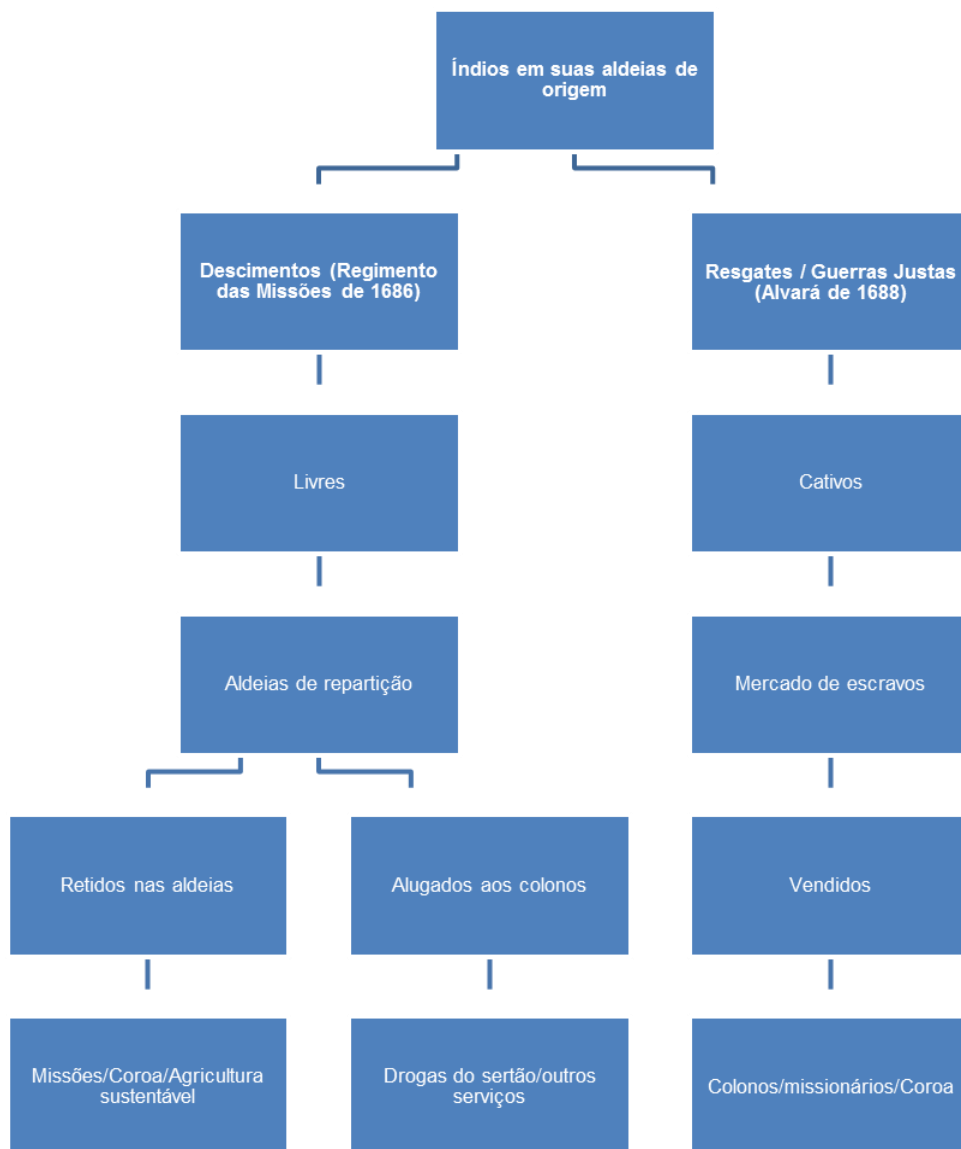 Índios em suas aldeias de
origem
Descimentos (Regimento
das Missões de 1686)
Resgates / Guerras Justas
(Alvará de 1688)
Livres
Cativos
Aldeias de repartição
Mercado de escravos
Retidos nas aldeias
Alugados aos colonos
Vendidos
Missões/Coroa/Agricultura
sustentável
Drogas do sertão/outros
serviços
Colonos/missionários/Coroa